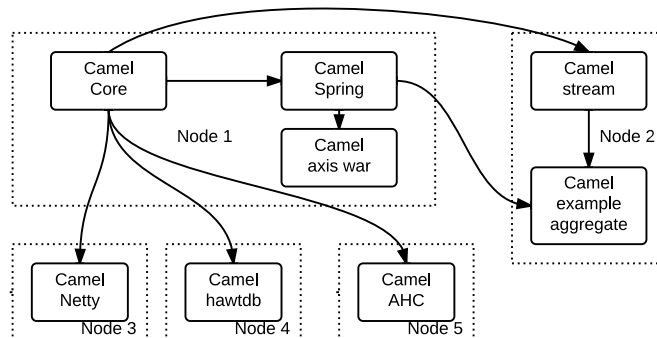 Camel
Core
Camel
Spring
Camel
stream
Node 1
Camel
axis war
Node 2
Camel
example
aggregate
Camel
Netty
Node 3
Camel
hawtdb
Node 4
Camel
AHC
Node 5